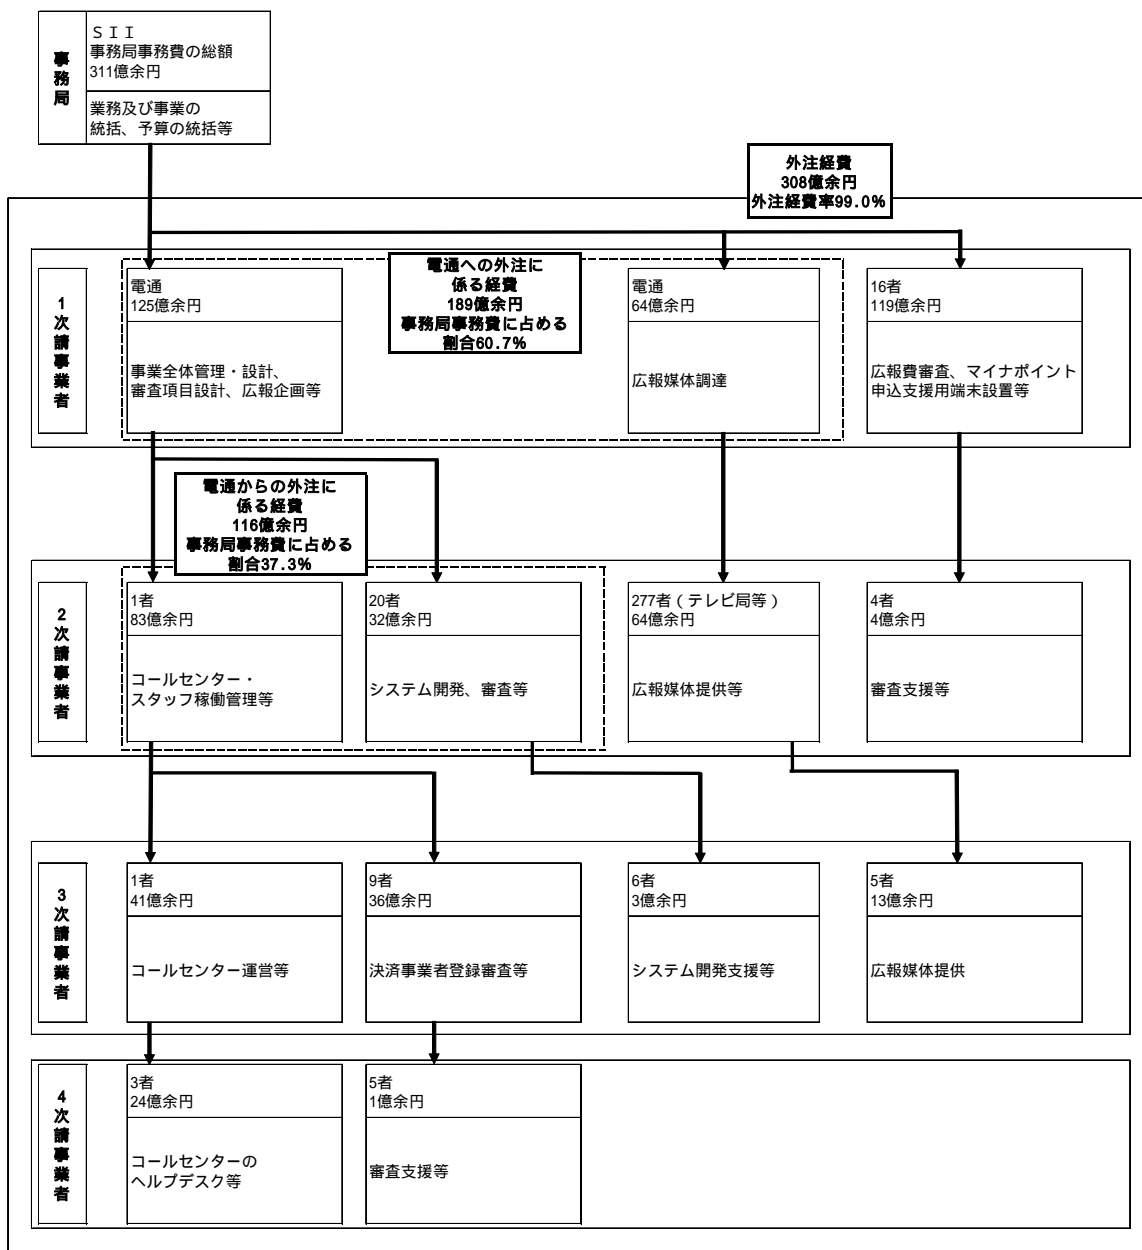 事務局
ＳＩＩ
事務局事務費の総額
311億余円
業務及び事業の
統括、予算の統括等
外注経費
308億余円
外注経費率99.0%
1次請事業者
電通
125億余円
事業全体管理・設計、
審査項目設計、広報企画等
電通への外注に
係る経費
189億余円
事務局事務費に占める
割合60.7%
電通
64億余円
広報媒体調達
16者
119億余円
広報費審査、マイナポイント
申込支援用端末設置等
電通からの外注に
係る経費
116億余円
事務局事務費に占める
割合37.3%
2次請事業者
1者
83億余円
コールセンター・
スタッフ稼働管理等
20者
32億余円
システム開発、審査等
277者（テレビ局等）
64億余円
広報媒体提供等
4者
4億余円
審査支援等
3次請事業者
1者
41億余円
コールセンター運営等
9者
36億余円
決済事業者登録審査等
6者
3億余円
システム開発支援等
5者
13億余円
広報媒体提供
4次請事業者
3者
24億余円
コールセンターの
ヘルプデスク等
5者
1億余円
審査支援等